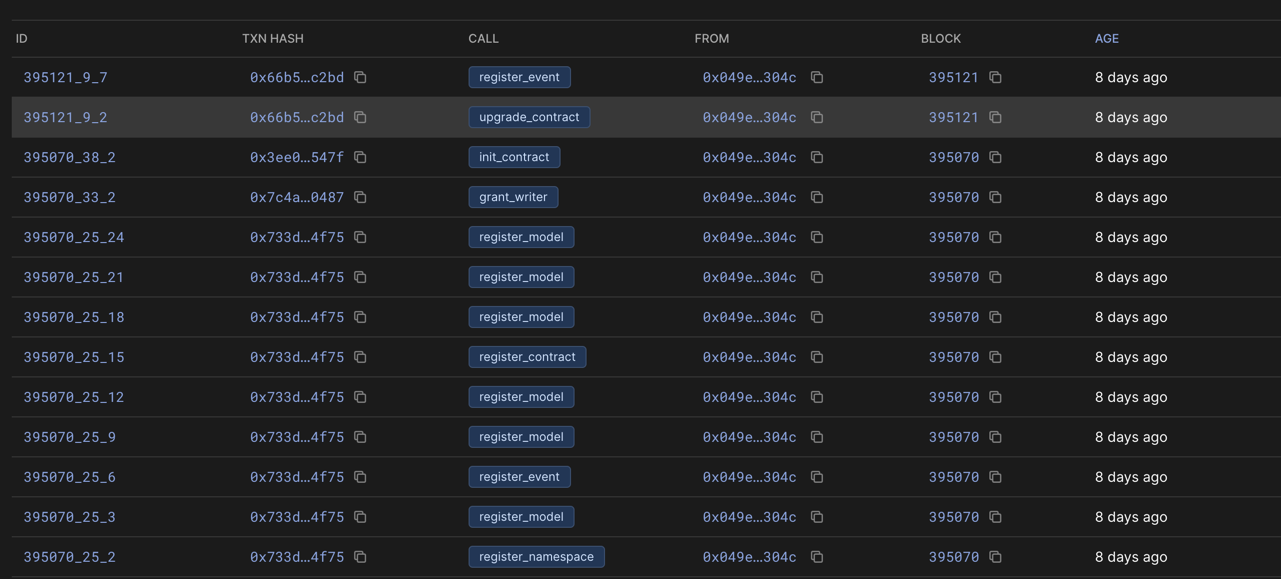 ID TXN HASH CALL FROM BLOCK AGE
395121_9_7 0x66b5…c2bd register_event 0x049e…304c 395121 8 days ago
395121_9_2 0x66b5…c2bd upgrade_contract 0x049e…304c 395121 8 days ago
395070_38_2 0x3ee0…547f init_contract 0x049e…304c 395070 8 days ago
395070_33_2 0x7c4a…0487 grant_writer 0x049e…304c 395070 8 days ago
395070_25_24 0x733d…4f75 register_model 0x049e…304c 395070 8 days ago
395070_25_21 0x733d…4f75 register_model 0x049e…304c 395070 8 days ago
395070_25_18 0x733d…4f75 register_model 0x049e…304c 395070 8 days ago
395070_25_15 0x733d…4f75 register_contract 0x049e…304c 395070 8 days ago
395070_25_12 0x733d…4f75 register_model 0x049e…304c 395070 8 days ago
395070_25_9 0x733d…4f75 register_model 0x049e…304c 395070 8 days ago
395070_25_6 0x733d…4f75 register_event 0x049e…304c 395070 8 days ago
395070_25_3 0x733d…4f75 register_model 0x049e…304c 395070 8 days ago
395070_25_2 0x733d…4f75 register_namespace 0x049e…304c 395070 8 days ago